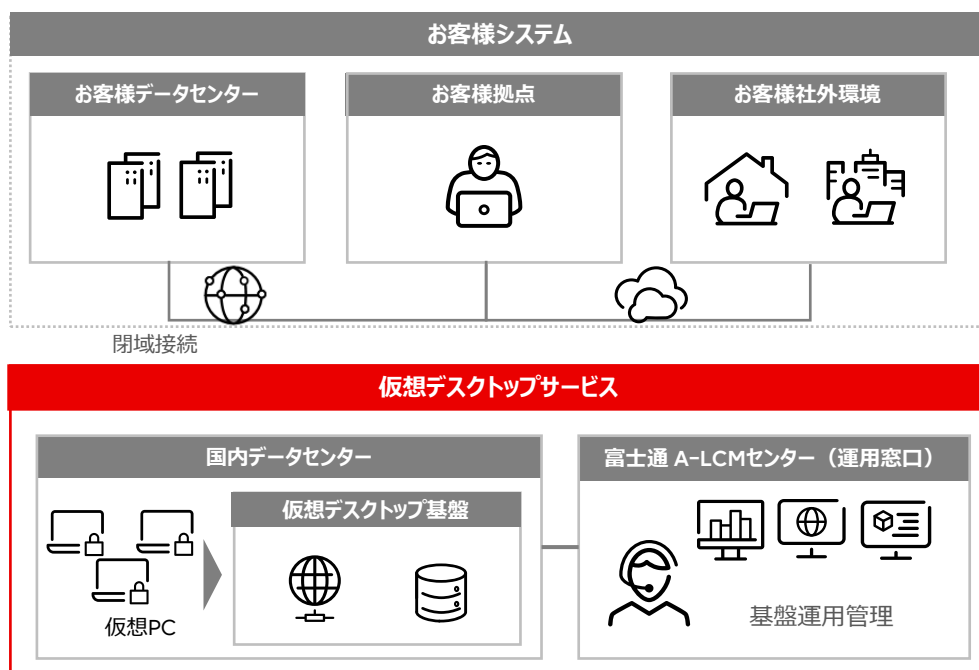 お客様システム
お客様データセンター
お客様拠点
お客様社外環境
閉域接続
仮想デスクトップサービス
国内データセンター
富士通 A-LCMセンター（運用窓口）
仮想デスクトップ基盤
仮想PC
基盤運用管理